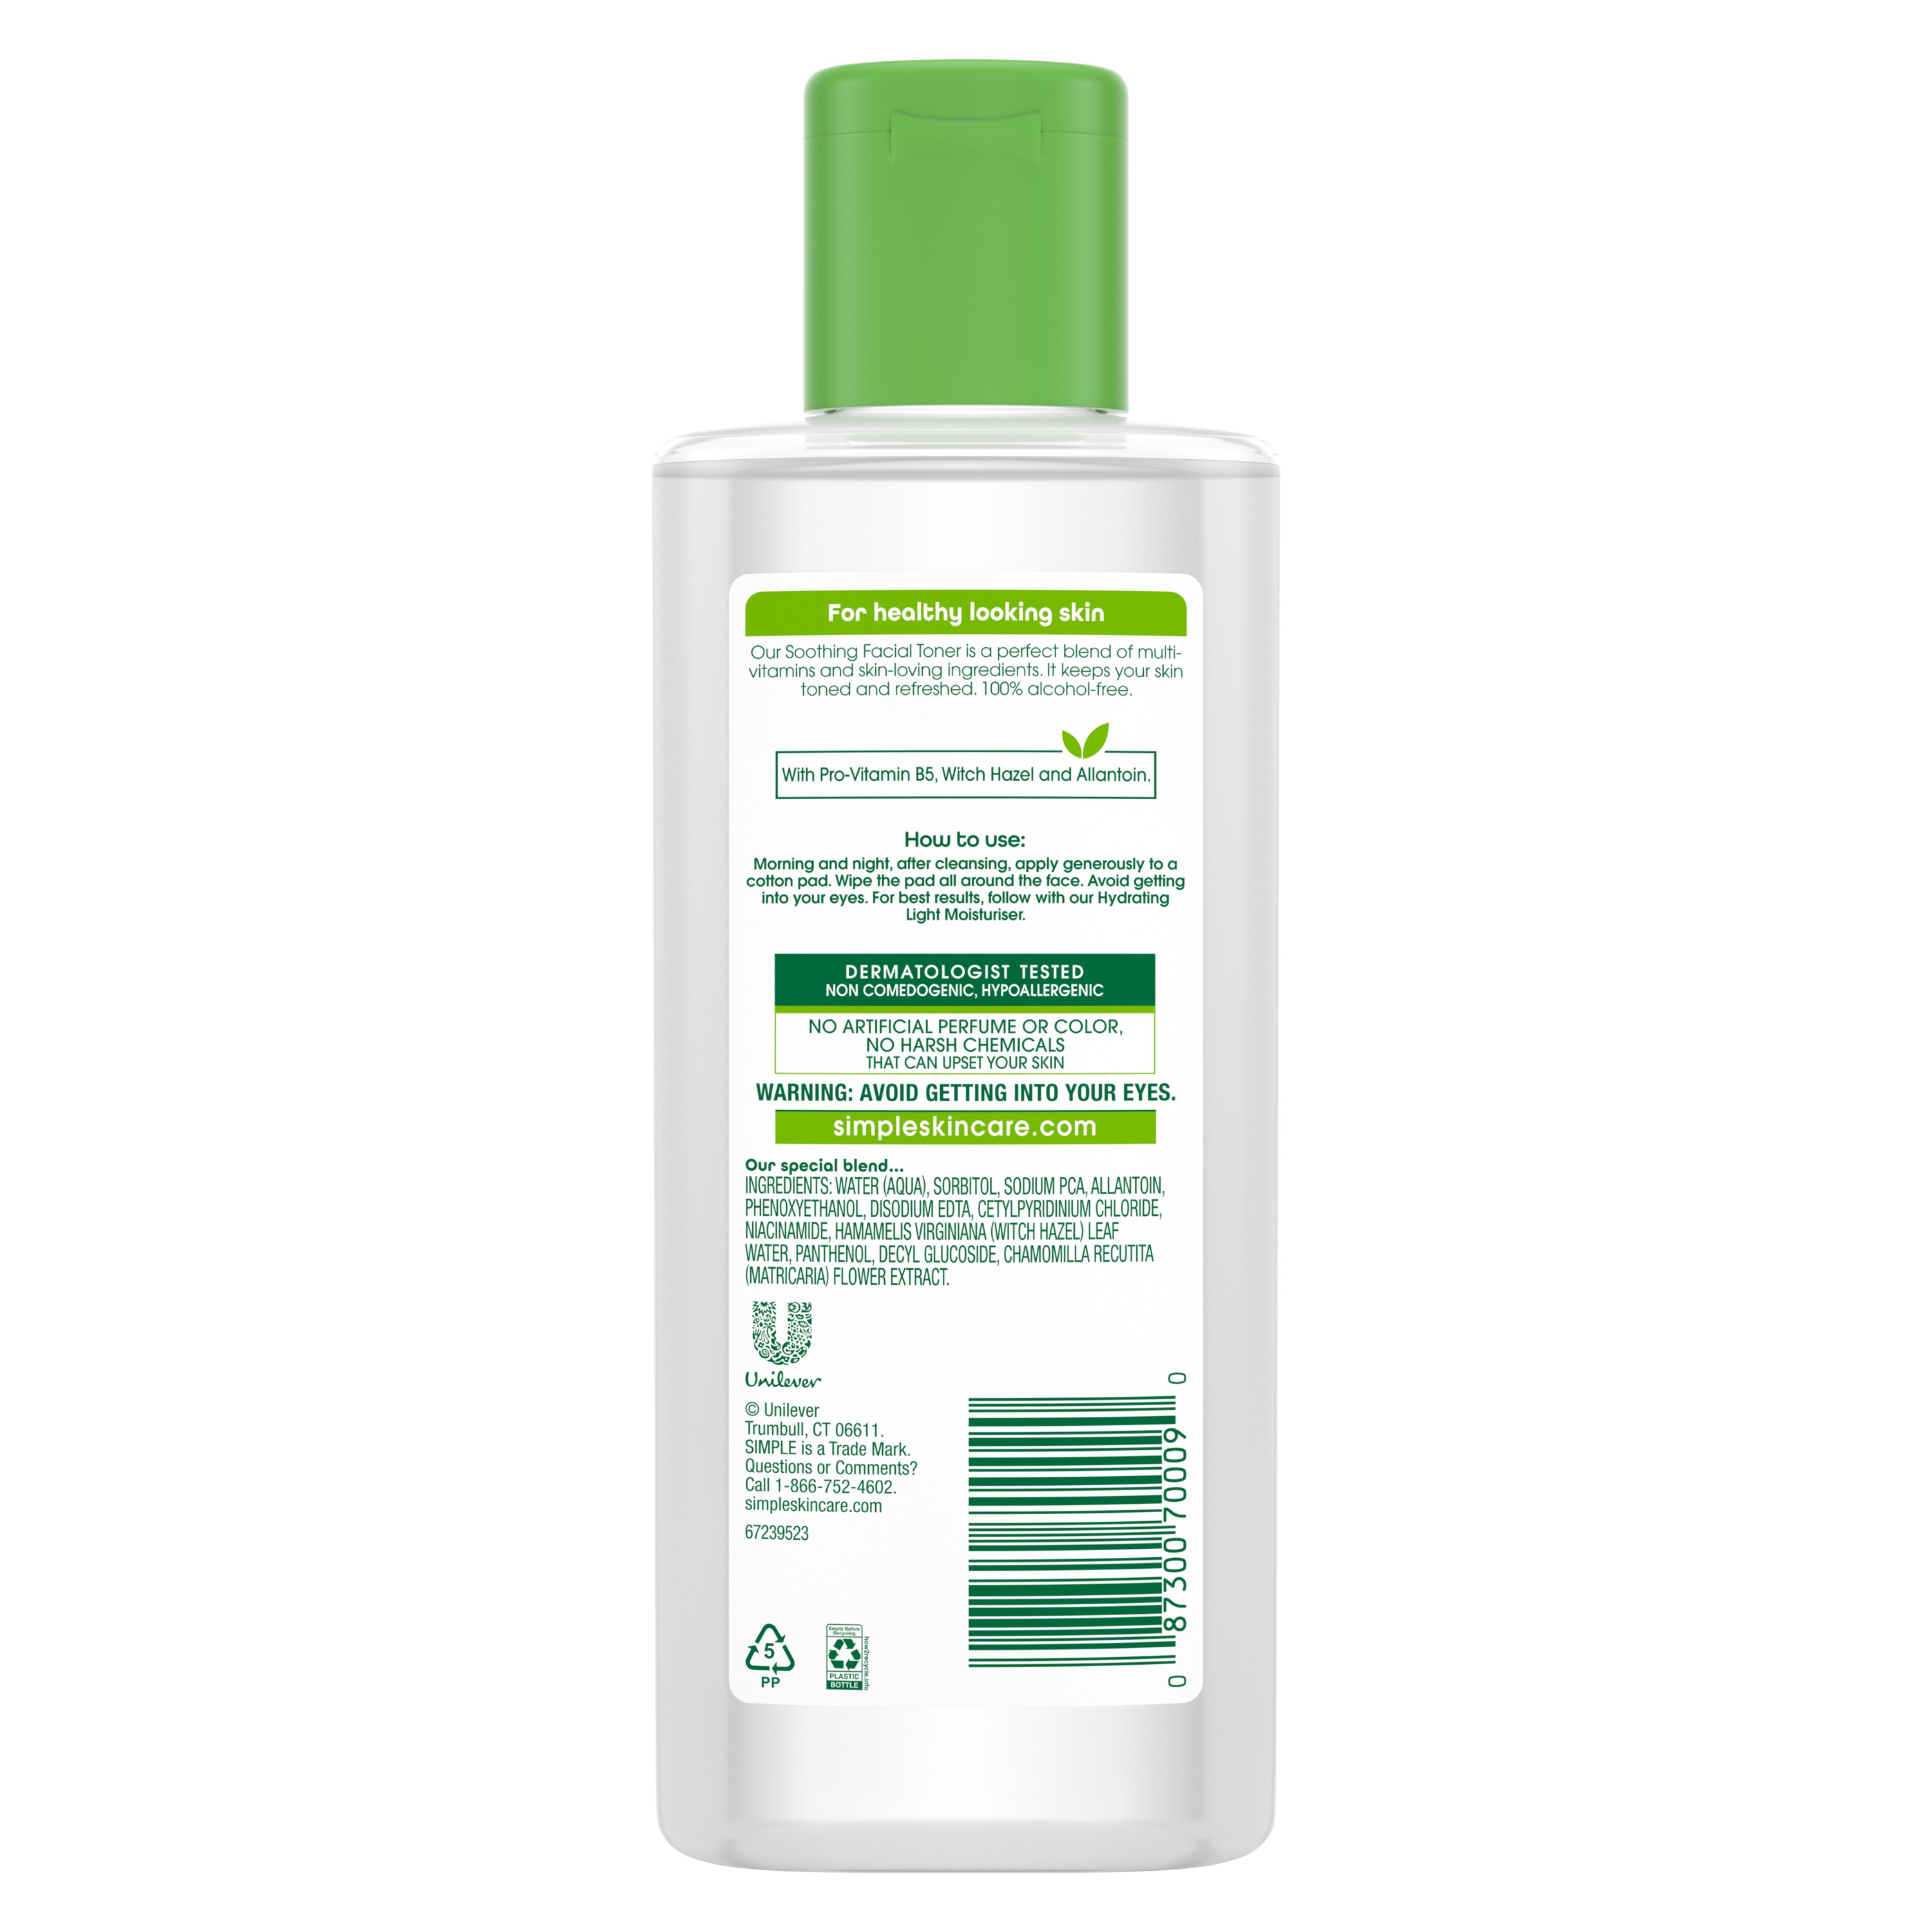 For healthy looking skin
Our Soothing Facial Toner is a perfect blend of multi-
vitamins and skin-loving ingredients. It keeps your skin
toned and refreshed. 100% alcohol-free.
With Pro-Vitamin B5, Witch Hazel and Allantoin.
How to use:
Morning and night, after cleansing, apply generously to a
cotton pad. Wipe the pad all around the face. Avoid getting
into your eyes. For best results, follow with our Hydrating
Light Moisturiser.
DERMATOLOGIST TESTED
NON COMEDOGENIC, HYPOALLERGENIC
NO ARTIFICIAL PERFUME OR COLOR,
NO HARSH CHEMICALS
THAT CAN UPSET YOUR SKIN
WARNING: AVOID GETTING INTO YOUR EYES.
simpleskincare.com
Our special blend...
INGREDIENTS: WATER (AQUA), SORBITOL, SODIUM PCA, ALLANTOIN,
PHENOXYETHANOL, DISODIUM EDTA, CETYLPYRIDINIUM CHLORIDE,
NIACINAMIDE, HAMAMELIS VIRGINIANA (WITCH HAZEL) LEAF
WATER, PANTHENOL, DECYL GLUCOSIDE, CHAMOMILLA RECUTITA
(MATRICARIA) FLOWER EXTRACT.
Unilever
© Unilever
Trumbull, CT 06611.
SIMPLE is a Trade Mark.
Questions or Comments?
Call 1-866-752-4602.
simpleskincare.com
67239523
5
PP
Empty Before
Recycling
PLASTIC
BOTTLE
how2recycle.info
0 87300 70009 0